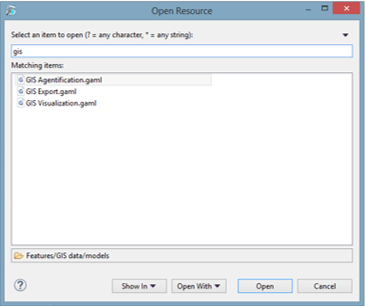 Open Resource
Select an item to open (? = any character, * = any string):
gis
Matching items:
GIS Agentification.gaml
GIS Export.gaml
GIS Visualization.gaml
Features/GIS data/models
Show In
Open With
Open
Cancel